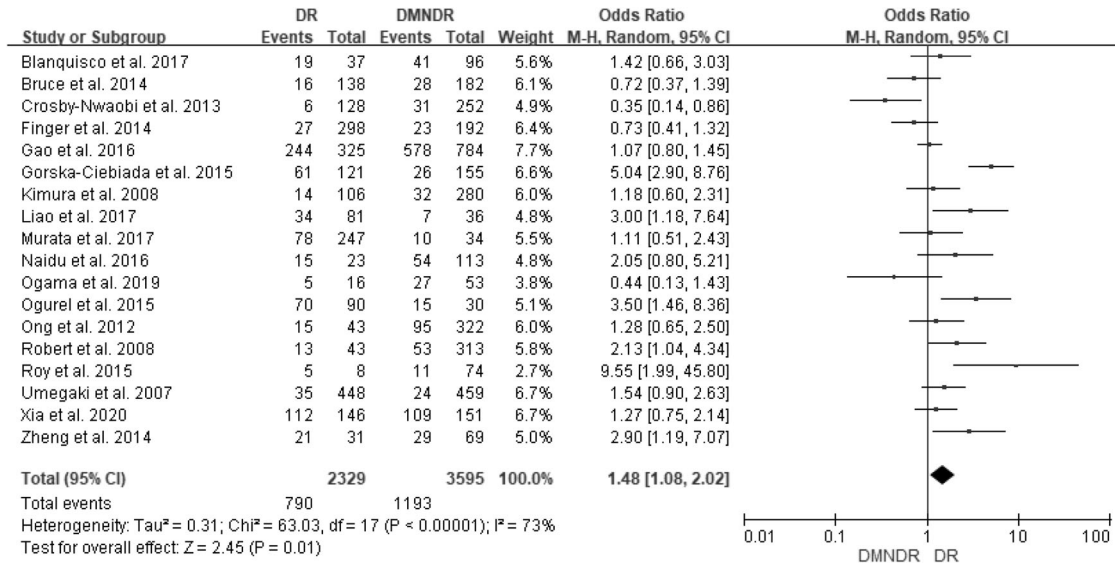 DR DMNDR Odds Ratio Odds Ratio
Study or Subgroup Events Total Events Total Weight M-H, Random, 95% CI M-H, Random, 95% CI
Blanquisco et al. 2017 19 37 41 96 5.6% 1.42 [0.66, 3.03]
Bruce et al. 2014 16 138 28 182 6.1% 0.72 [0.37, 1.39]
Crosby-Nwaobi et al. 2013 6 128 31 252 4.9% 0.35 [0.14, 0.86]
Finger et al. 2014 27 298 23 192 6.4% 0.73 [0.41, 1.32]
Gao et al. 2016 244 325 578 784 7.7% 1.07 [0.80, 1.45]
Gorska-Ciebiada et al. 2015 61 121 26 155 6.6% 5.04 [2.90, 8.76]
Kimura et al. 2008 14 106 32 280 6.0% 1.18 [0.60, 2.31]
Liao et al. 2017 34 81 7 36 4.8% 3.00 [1.18, 7.64]
Murata et al. 2017 78 247 10 34 5.5% 1.11 [0.51, 2.43]
Naidu et al. 2016 15 23 54 113 4.8% 2.05 [0.80, 5.21]
Ogama et al. 2019 5 16 27 53 3.8% 0.44 [0.13, 1.43]
Ogurel et al. 2015 70 90 15 30 5.1% 3.50 [1.46, 8.36]
Ong et al. 2012 15 43 95 322 6.0% 1.28 [0.65, 2.50]
Robert et al. 2008 13 43 53 313 5.8% 2.13 [1.04, 4.34]
Roy et al. 2015 5 8 11 74 2.7% 9.55 [1.99, 45.80]
Umegaki et al. 2007 35 448 24 459 6.6% 1.54 [0.90, 2.63]
Xia et al. 2020 112 146 109 151 6.7% 1.27 [0.75, 2.14]
Zheng et al. 2014 21 31 29 69 5.0% 2.90 [1.19, 7.07]
Total (95% CI) 2329 3595 100.0% 1.48 [1.08, 2.02]
Total events 790 1193
Heterogeneity: Tau² = 0.31; Chi² = 63.03, df = 17 (P < 0.00001); I² = 73%
Test for overall effect: Z = 2.45 (P = 0.01)
0.01 0.1 1 10 100
DMNDR DR